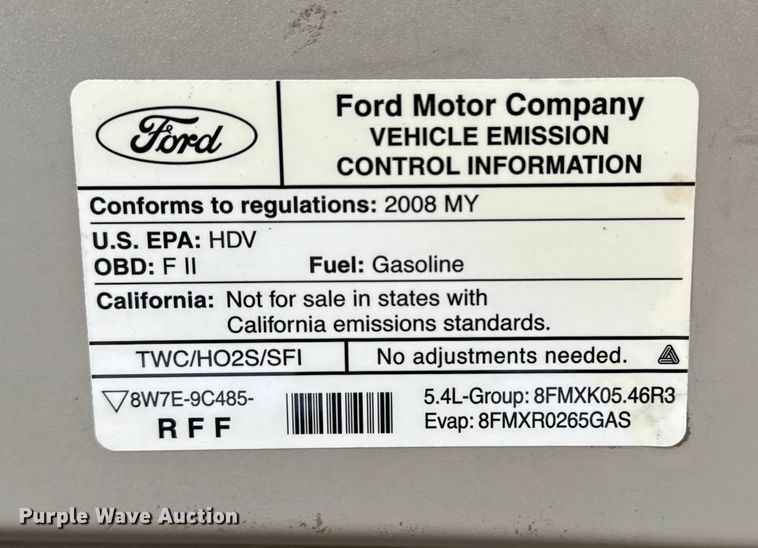 Ford
Ford Motor Company
VEHICLE EMISSION
CONTROL INFORMATION
Conforms to regulations: 2008 MY
U.S. EPA: HDV
OBD: F II Fuel: Gasoline
California: Not for sale in states with
California emissions standards.
TWC/HO2S/SFI No adjustments needed.
8W7E-9C485- 5.4L-Group: 8FMXK05.46R3
RFF Evap: 8FMXR0265GAS
Purple Wave Auction